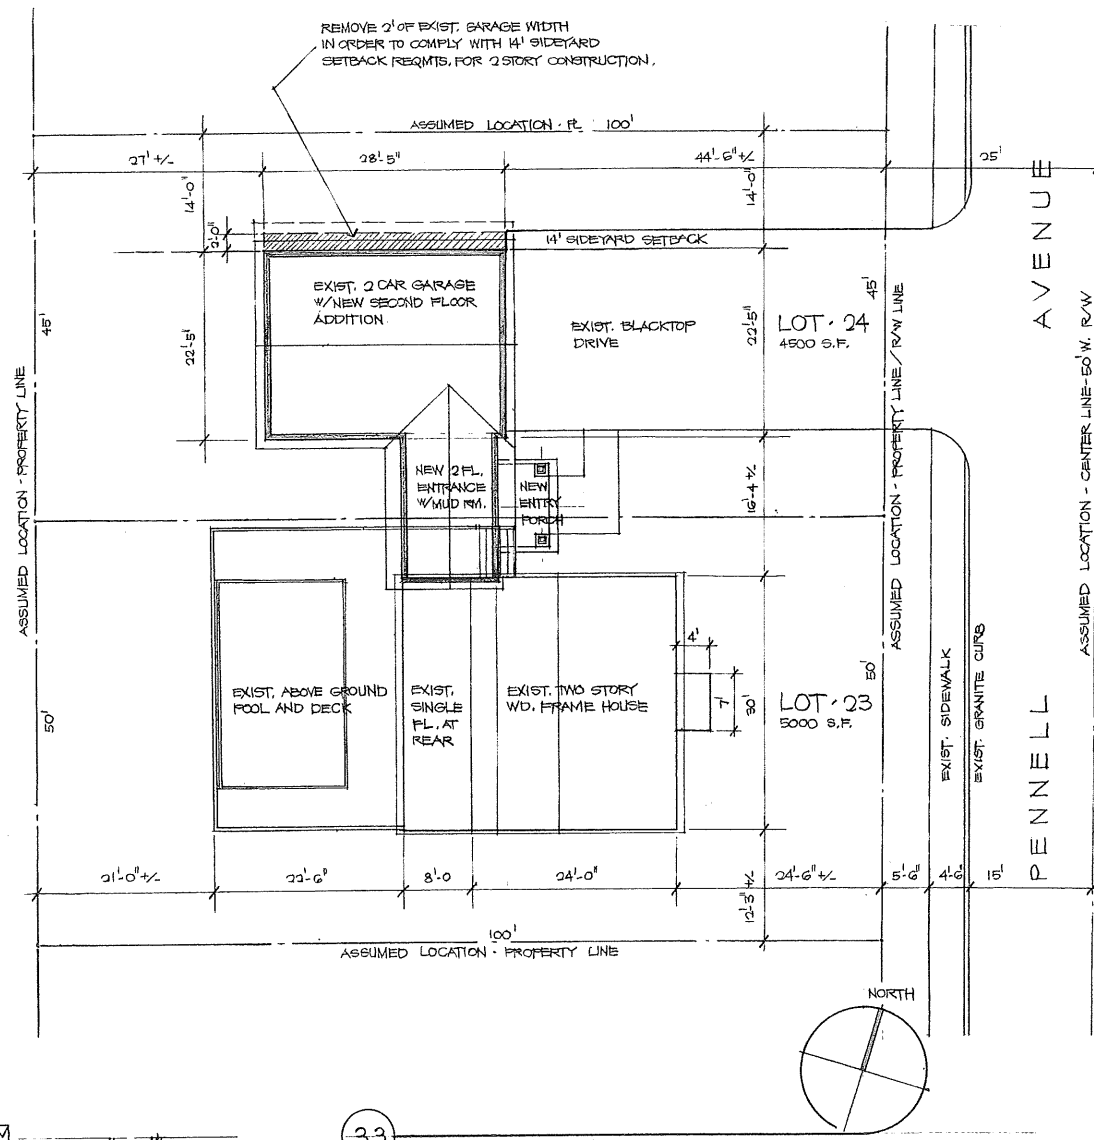 REMOVE 2' OF EXIST. GARAGE WIDTH
IN ORDER TO COMPLY WITH 14' SIDEYARD
SETBACK REQMTS. FOR 2 STORY CONSTRUCTION.
ASSUMED LOCATION · PL 100'
27' +/-
28'-5"
44'-6" +/-
25'
14'-0"
14'-0"
2'-0"
14' SIDEYARD SETBACK
EXIST. 2 CAR GARAGE
W/NEW SECOND FLOOR
ADDITION
EXIST. BLACKTOP
DRIVE
LOT · 24
4500 S.F.
45'
22'-5"
22'-5"
45'
ASSUMED LOCATION · PROPERTY LINE
ASSUMED LOCATION · PROPERTY LINE / R/W LINE
PENNELL AVENUE
ASSUMED LOCATION · CENTER LINE - 50' W. R/W
NEW 2 FL.
ENTRANCE
W/MUD RM.
NEW
ENTRY
PORCH
16'-4 +/-
EXIST. ABOVE GROUND
POOL AND DECK
EXIST.
SINGLE
FL. AT
REAR
EXIST. TWO STORY
WD. FRAME HOUSE
4'
7'
30'
LOT · 23
5000 S.F.
50'
50'
EXIST. SIDEWALK
EXIST. GRANITE CURB
21'-0" +/-
22'-6"
8'-0
24'-0"
24'-6" +/-
5'-6"
4'-6"
15'
12'-3" +/-
100'
ASSUMED LOCATION · PROPERTY LINE
NORTH
33